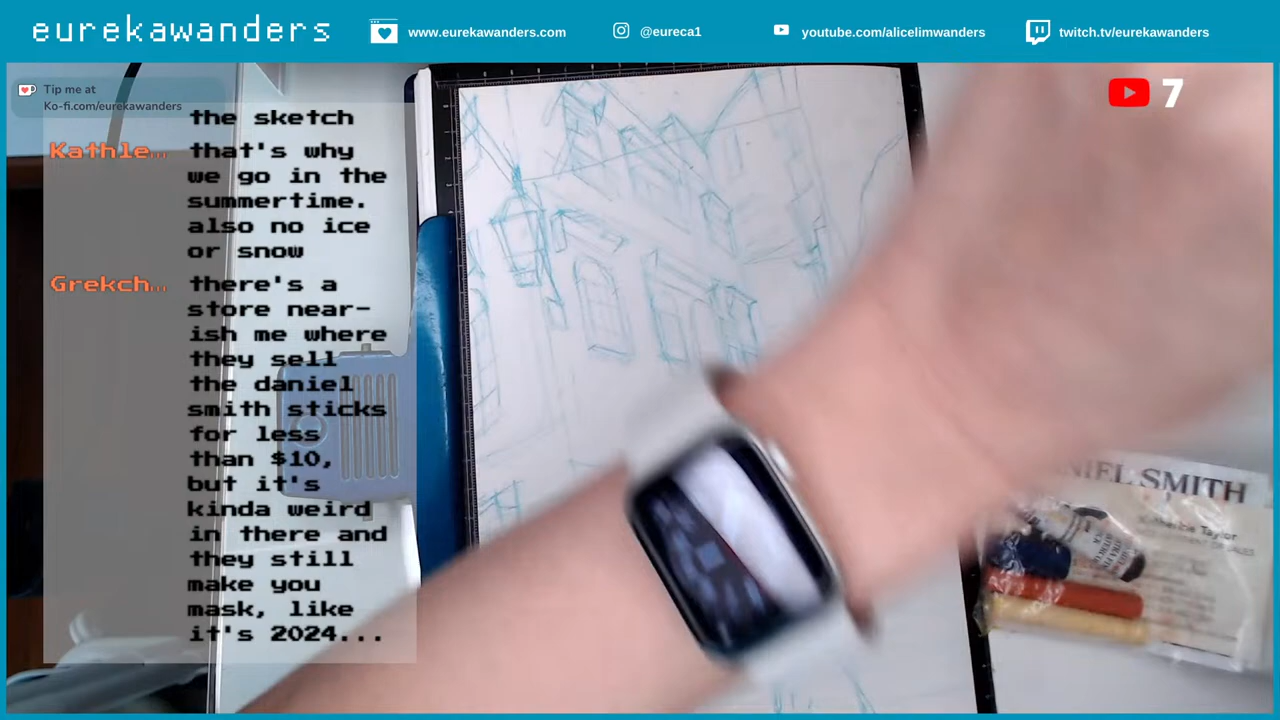 eurekawanders
www.eurekawanders.com
@eureca1
youtube.com/alicelimwanders
twitch.tv/eurekawanders
Tip me at
Ko-fi.com/eurekawanders
7
the sketch
Kathle... that's why
we go in the
summertime.
also no ice
or snow
Grekch... there's a
store near-
ish me where
they sell
the daniel
smith sticks
for less
than $10,
but it's
kinda weird
in there and
they still
make you
mask, like
it's 2024...
NIEL SMITH
Katherine Taylor